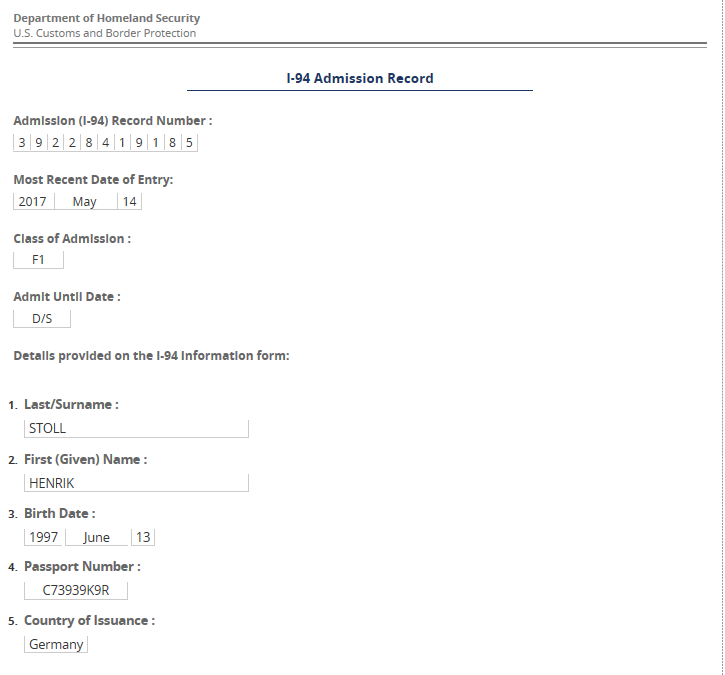 Department of Homeland Security
U.S. Customs and Border Protection
I-94 Admission Record
Admission (I-94) Record Number :
3 9 2 2 8 4 1 9 1 8 5
Most Recent Date of Entry:
2017 May 14
Class of Admission :
F1
Admit Until Date :
D/S
Details provided on the I-94 Information form:
1. Last/Surname :
STOLL
2. First (Given) Name :
HENRIK
3. Birth Date :
1997 June 13
4. Passport Number :
C73939K9R
5. Country of Issuance :
Germany